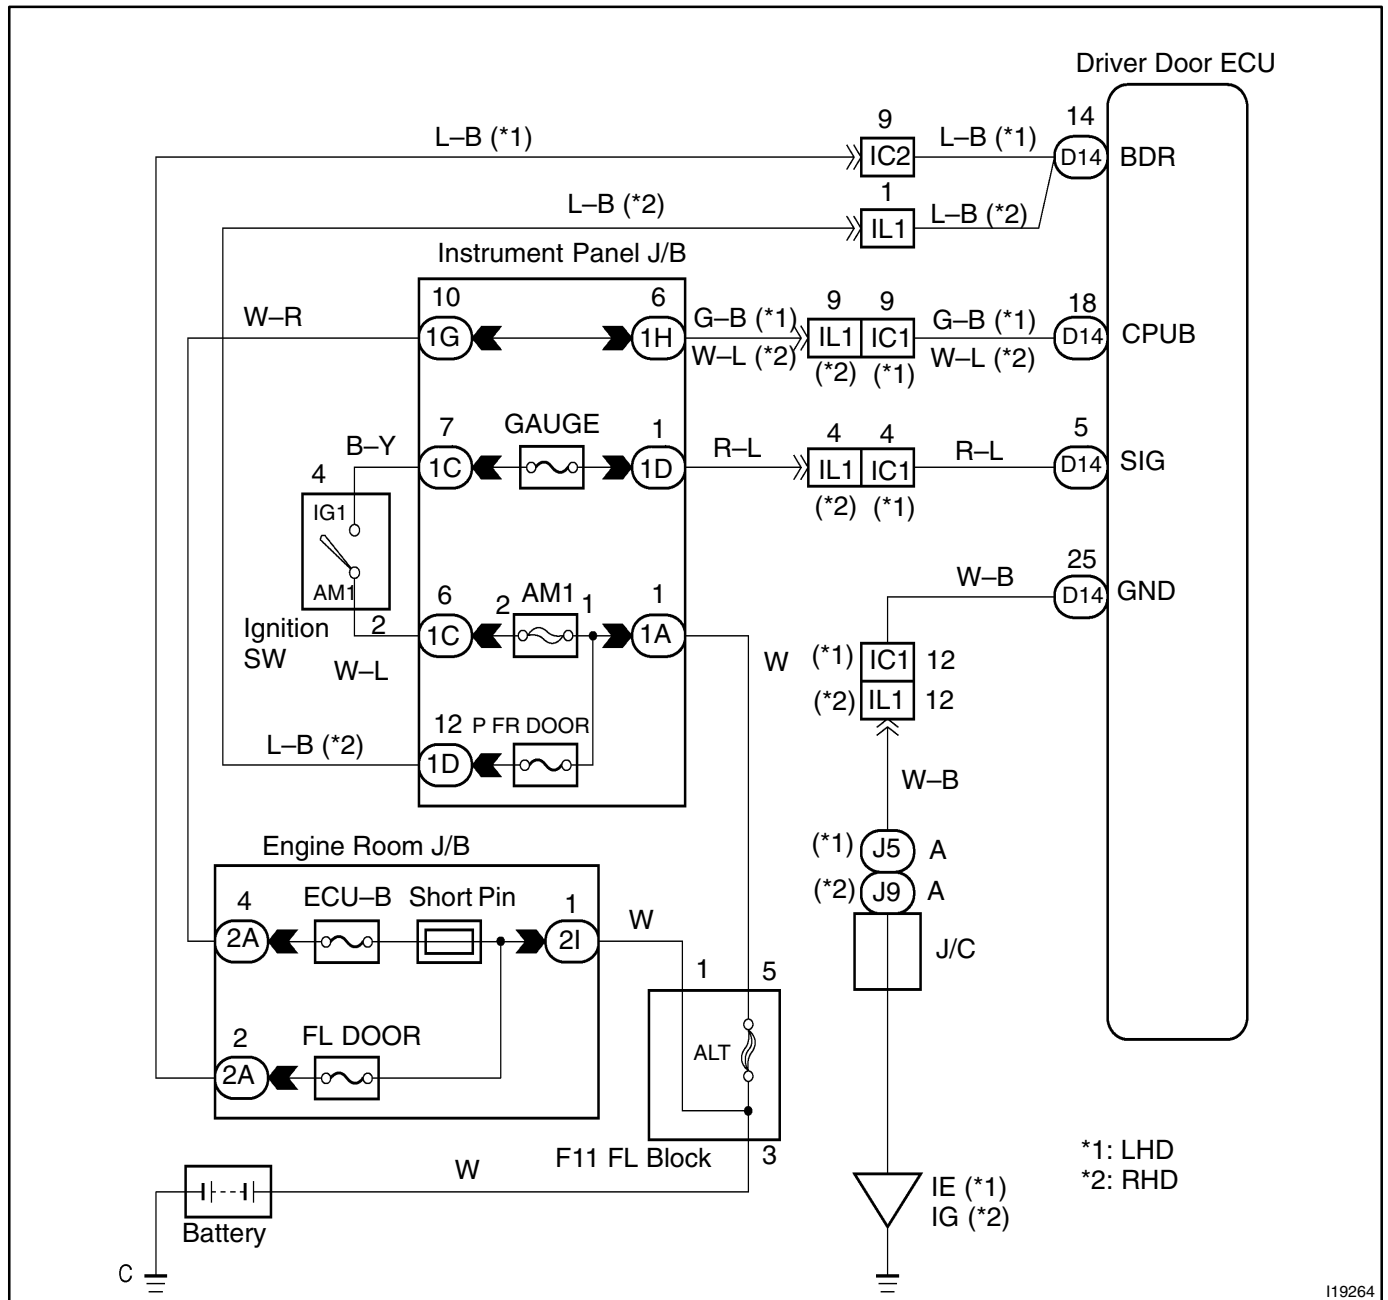 Driver Door ECU
9
14
L–B (*1)
IC2
L–B (*1)
D14
BDR
1
L–B (*2)
IL1
L–B (*2)
Instrument Panel J/B
10
6
9
9
18
W–R
G–B (*1)
G–B (*1)
1G
1H
IL1
IC1
D14
CPUB
W–L (*2)
W–L (*2)
(*2)
(*1)
7
GAUGE
1
4
4
5
B–Y
R–L
R–L
1C
1D
IL1
IC1
D14
SIG
4
(*2)
(*1)
IG1
AM1
25
W–B
D14
GND
6
2
AM1
1
1
Ignition
SW
2
1C
1A
W–L
W
(*1)
IC1
12
(*2)
IL1
12
12
P FR DOOR
L–B (*2)
1D
W–B
Engine Room J/B
(*1)
J5
A
(*2)
J9
A
4
ECU–B
Short Pin
1
W
2A
2I
J/C
1
5
2
FL DOOR
ALT
2A
F11 FL Block
3
*1: LHD
*2: RHD
W
Battery
IE (*1)
IG (*2)
C
I19264